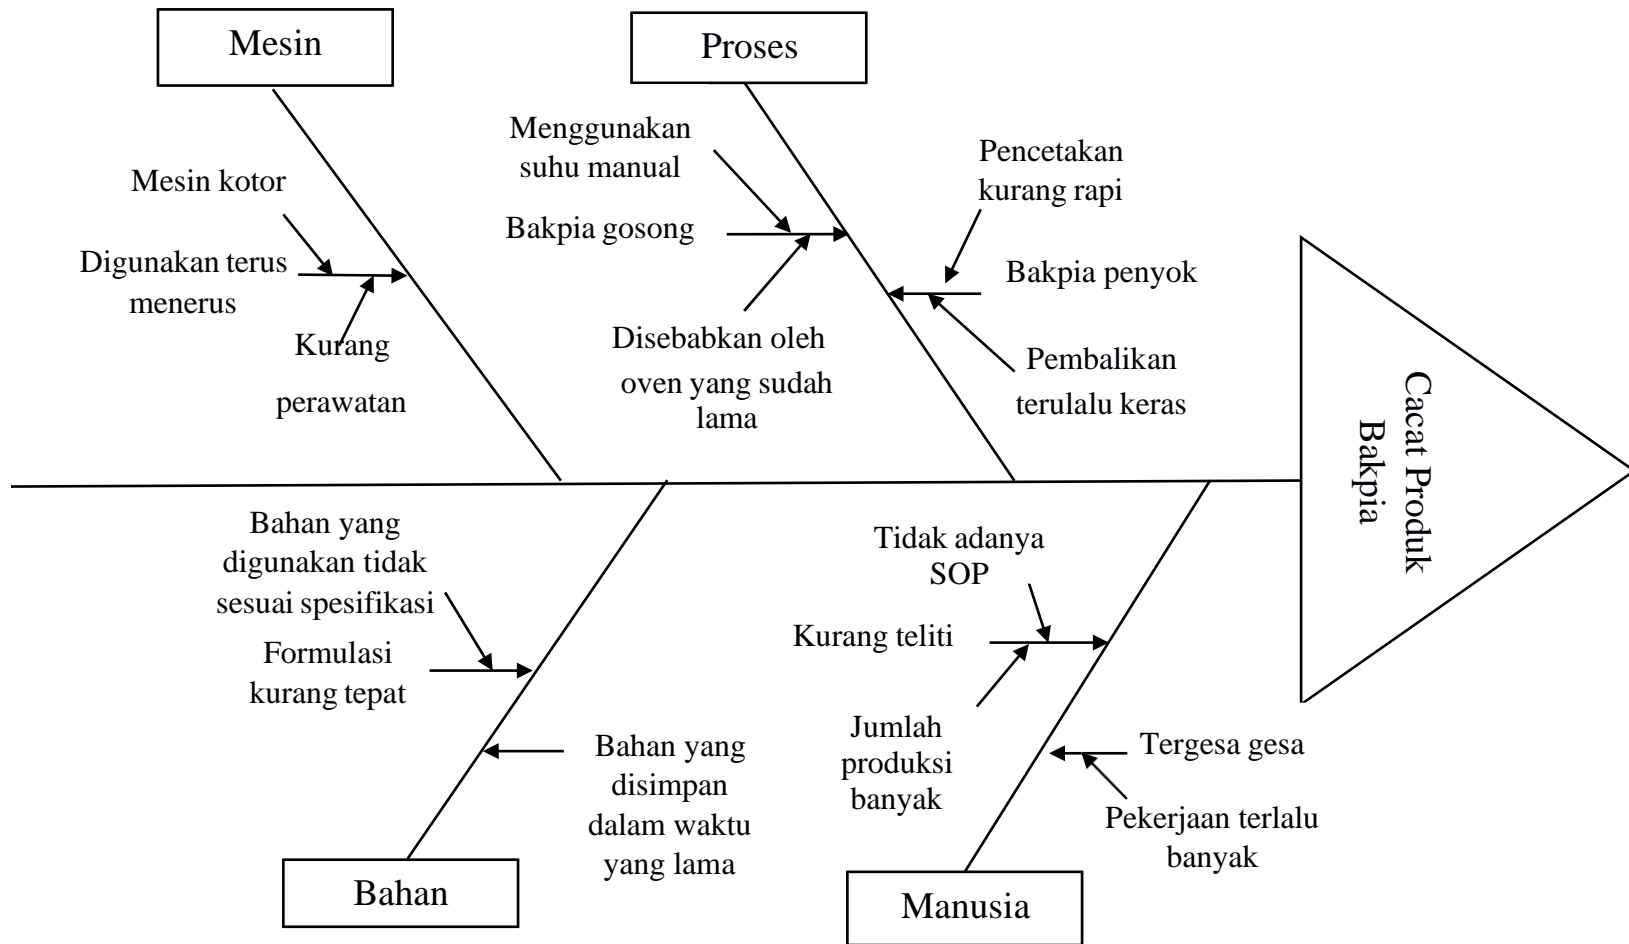 Mesin
Proses
Menggunakan
suhu manual
Pencetakan
kurang rapi
Mesin kotor
Bakpia gosong
Digunakan terus
menerus
Bakpia penyok
Kurang
perawatan
Disebabkan oleh
oven yang sudah
lama
Pembalikan
terulalu keras
Cacat Produk
Bakpia
Bahan yang
digunakan tidak
sesuai spesifikasi
Formulasi
kurang tepat
Tidak adanya
SOP
Kurang teliti
Jumlah
produksi
banyak
Bahan yang
disimpan
dalam waktu
yang lama
Tergesa gesa
Pekerjaan terlalu
banyak
Bahan
Manusia